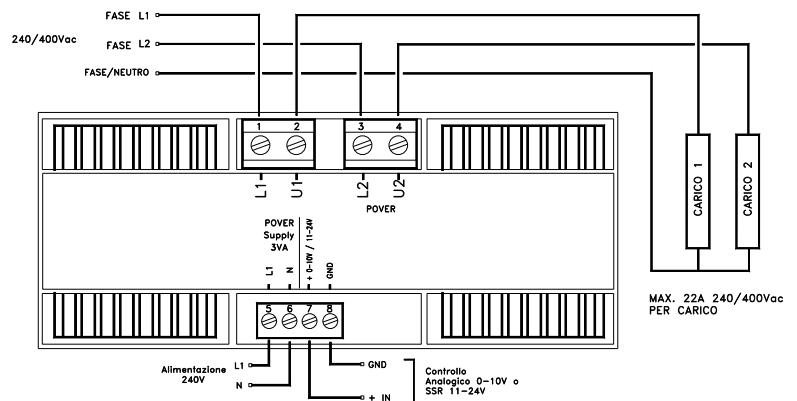 FASE L1
240/400Vac
FASE L2
FASE/NEUTRO
1 2 3 4
L1 U1 L2 U2
POVER
CARICO 1
CARICO 2
POVER
Supply
3VA
L1
N
+ 0-10V / 11-24V
GND
MAX. 22A 240/400Vac
PER CARICO
5 6 7 8
Alimentazione
240V
L1
N
GND
+ IN
Controllo
Analogico 0-10V o
SSR 11-24V